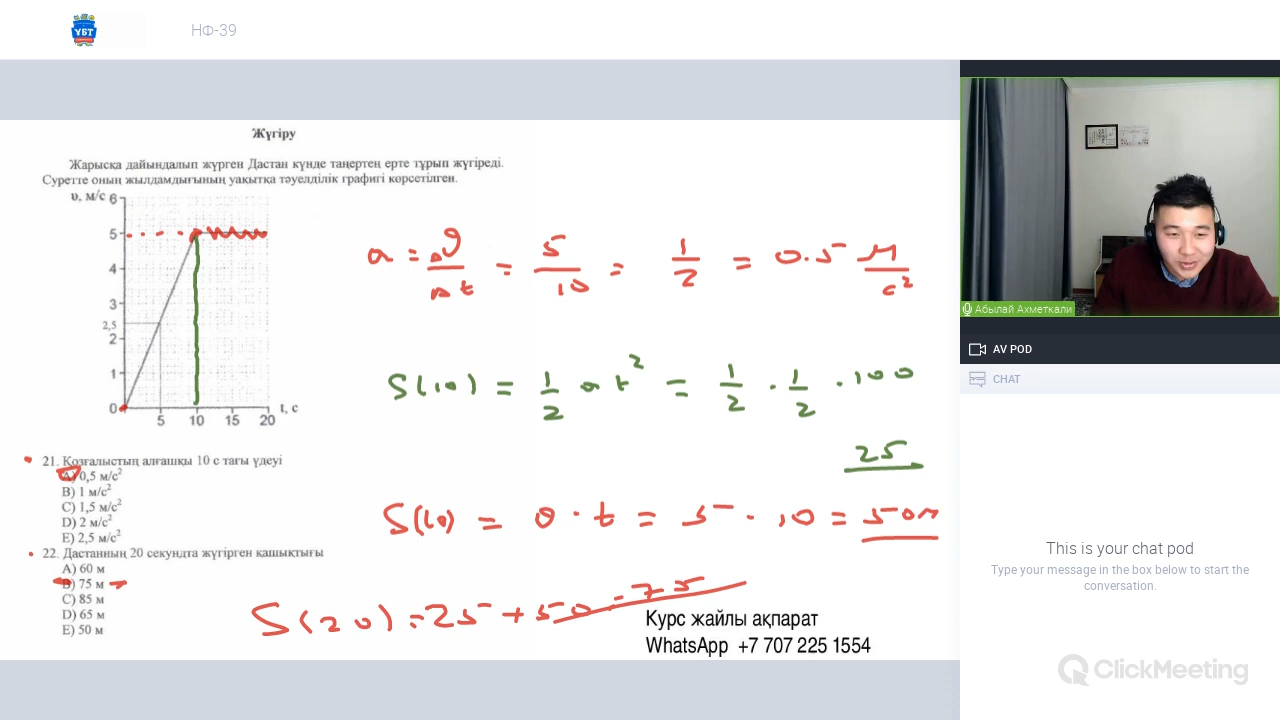 ҰБТ
НФ-39
Жүгіру
Жарысқа дайындалып жүрген Дастан күнде таңертең ерте тұрып жүгіреді.
Суретте оның жылдамдығының уақытқа тәуелділік графигі көрсетілген.
υ, м/с
6
5
4
3
2,5
2
1
0
5 10 15 20
t, с
a = υ/Δt = 5/10 = 1/2 = 0.5 м/с²
S(10) = 1/2 a t² = 1/2 · 1/2 · 100
25
S(10) = υ · t = 5 · 10 = 50м
S(20) = 25 + 50 = 75
21. Қозғалыстың алғашқы 10 с тағы үдеуі
A) 0,5 м/с²
B) 1 м/с²
C) 1,5 м/с²
D) 2 м/с²
E) 2,5 м/с²
22. Дастанның 20 секундта жүгірген қашықтығы
A) 60 м
B) 75 м
C) 85 м
D) 65 м
E) 50 м
Курс жайлы ақпарат
WhatsApp +7 707 225 1554
Абылай Ахметкали
AV POD
CHAT
This is your chat pod
Type your message in the box below to start the
conversation.
ClickMeeting